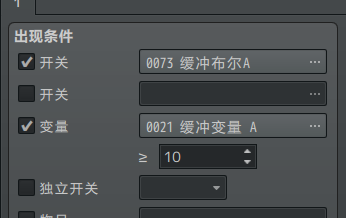 1
出现条件
开关 0073 缓冲布尔A ...
开关 ...
变量 0021 缓冲变量 A ...
≥ 10
独立开关